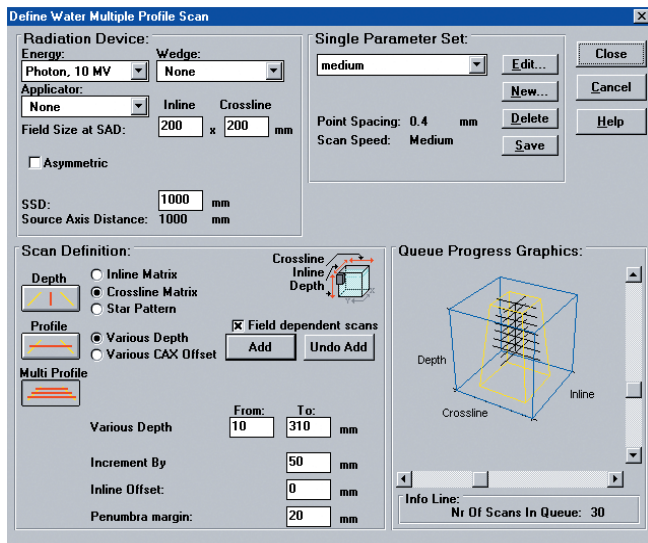 Define Water Multiple Profile Scan
Radiation Device:
Energy:
Wedge:
Photon, 10 MV
None
Applicator:
None
Inline
Crossline
Field Size at SAD:
200 x 200 mm
Asymmetric
SSD:
1000 mm
Source Axis Distance: 1000 mm
Single Parameter Set:
medium
Edit...
New...
Point Spacing: 0.4 mm
Delete
Scan Speed: Medium
Save
Close
Cancel
Help
Scan Definition:
Depth
Inline Matrix
Crossline Matrix
Star Pattern
Crossline
Inline
Depth
Profile
Various Depth
Various CAX Offset
Field dependent scans
Add
Undo Add
Multi Profile
From: To:
Various Depth 10 310 mm
Increment By 50 mm
Inline Offset: 0 mm
Penumbra margin: 20 mm
Queue Progress Graphics:
Depth
Inline
Crossline
Info Line:
Nr Of Scans In Queue: 30